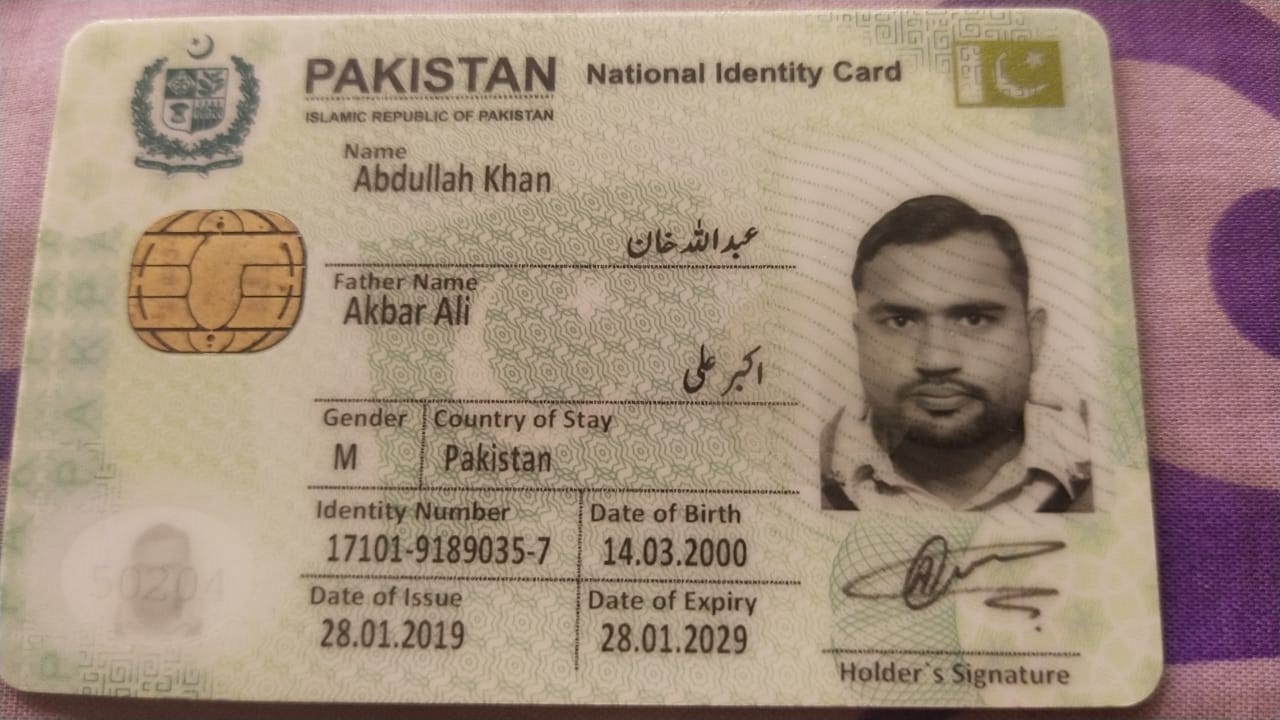 PAKISTAN National Identity Card
ISLAMIC REPUBLIC OF PAKISTAN
Name
Abdullah Khan
عبداللہ خان
Father Name
Akbar Ali
اکبر علی
Gender Country of Stay
M Pakistan
Identity Number Date of Birth
17101-9189035-7 14.03.2000
Date of Issue Date of Expiry
28.01.2019 28.01.2029
Holder`s Signature